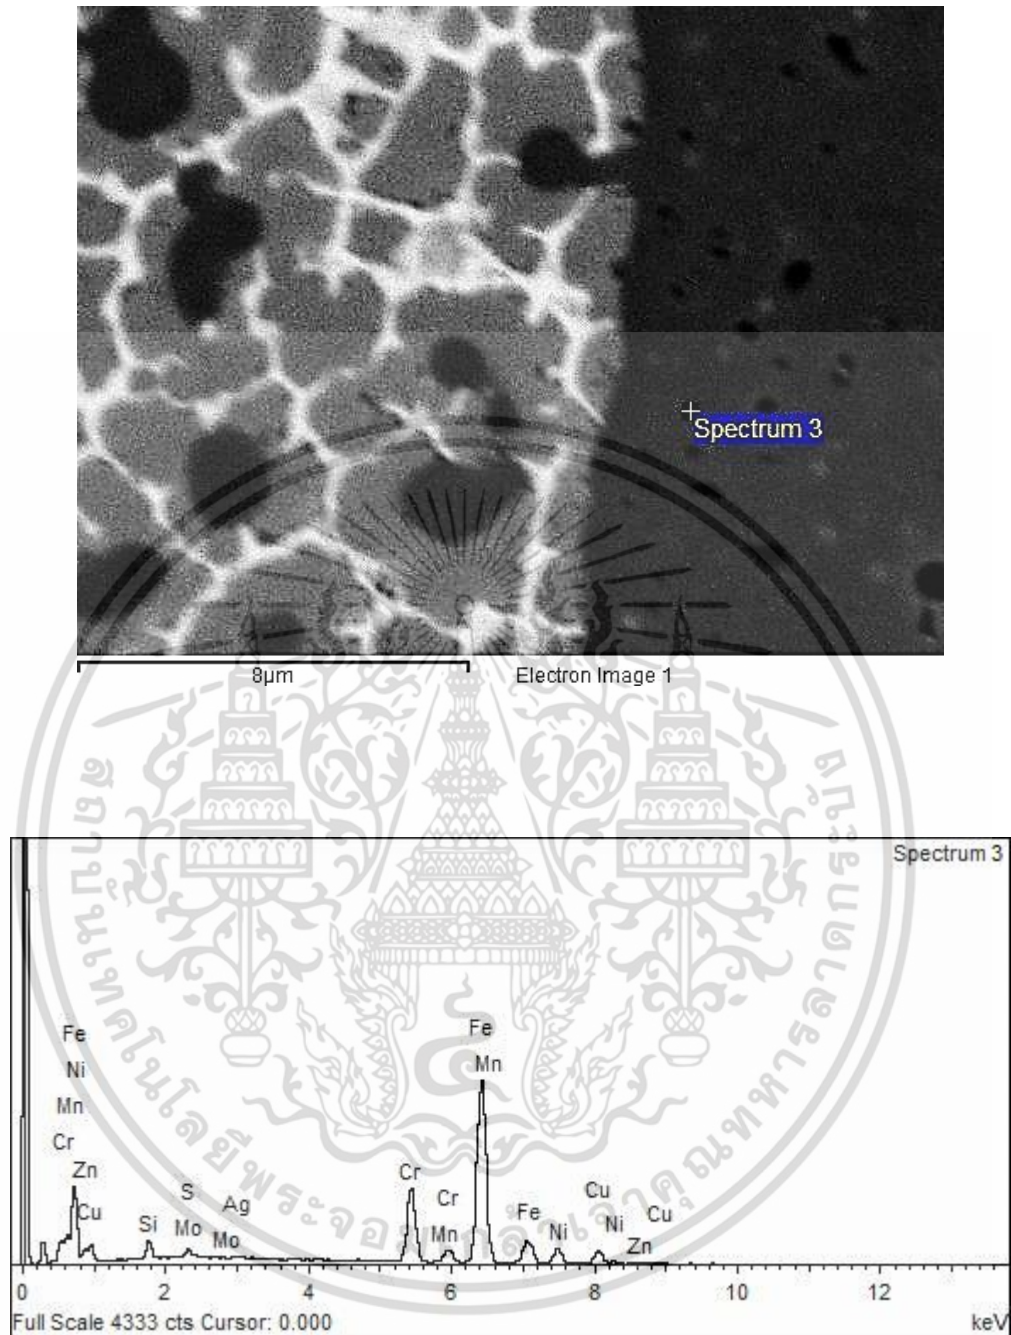 Spectrum 3
8µm
Electron Image 1
Spectrum 3
Fe
Ni
Mn
Cr
Zn
Cu
Si
S
Mo
Ag
Mo
Cr
Cr
Mn
Fe
Mn
Fe
Ni
Cu
Ni
Cu
Zn
0 2 4 6 8 10 12
Full Scale 4333 cts Cursor: 0.000 keV